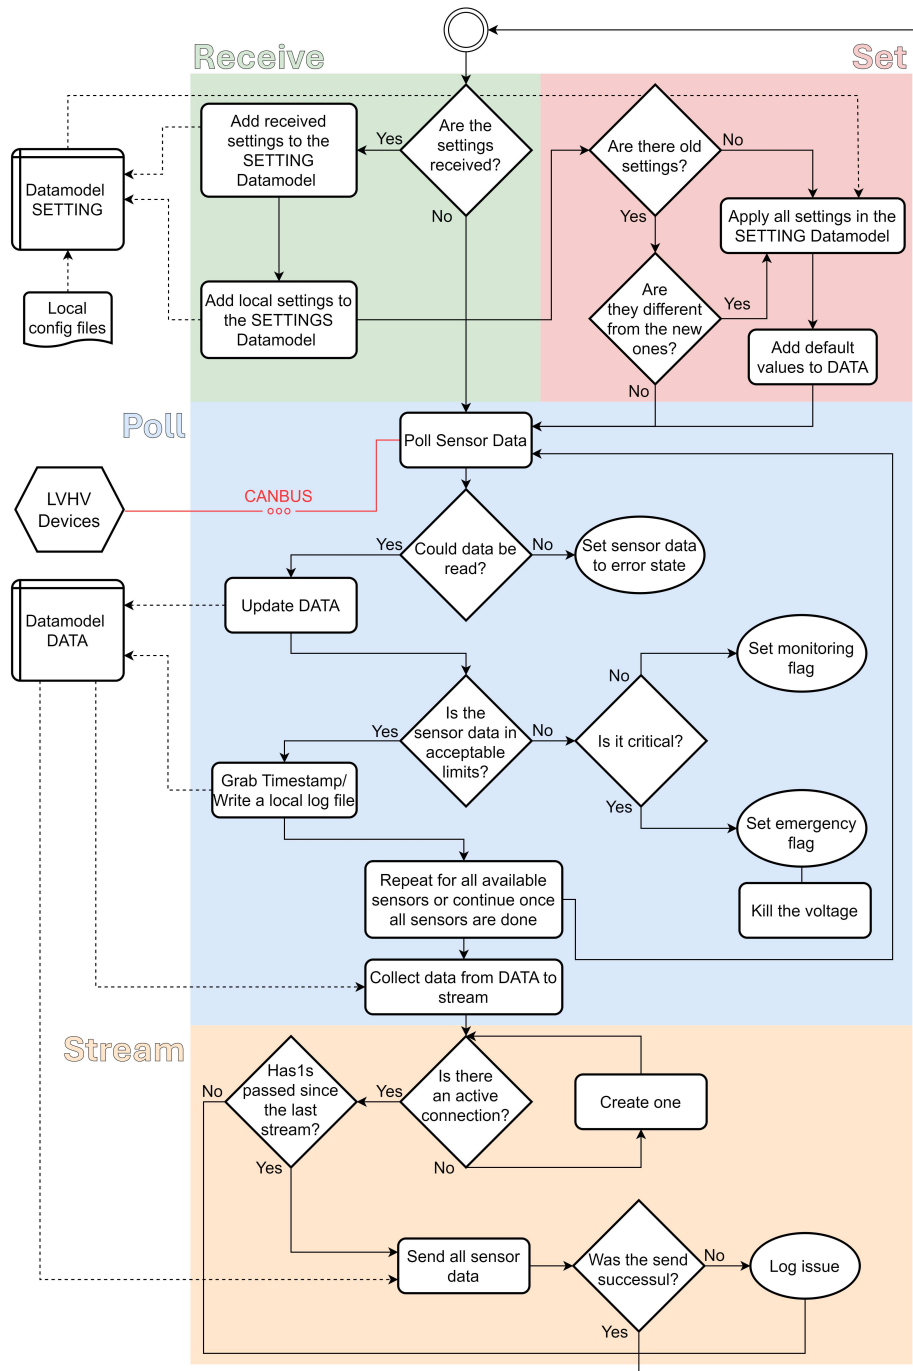 Receive
Set
Add received
settings to the
SETTING
Datamodel
Yes
Are the
settings
received?
No
Are there old
settings?
No
Yes
Datamodel
SETTING
Apply all settings in the
SETTING Datamodel
Local
config files
Add local settings to
the SETTINGS
Datamodel
Are
they different
from the new
ones?
Yes
No
Add default
values to DATA
Poll
Poll Sensor Data
LVHV
Devices
CANBUS
Could data be
read?
Yes
No
Set sensor data
to error state
Update DATA
Datamodel
DATA
Is the
sensor data in
acceptable
limits?
Yes
No
Is it critical?
No
Yes
Set monitoring
flag
Grab Timestamp/
Write a local log file
Set emergency
flag
Kill the voltage
Repeat for all available
sensors or continue once
all sensors are done
Collect data from DATA to
stream
Stream
Has1s
passed since
the last
stream?
No
Yes
Is there
an active
connection?
Yes
No
Create one
Send all sensor
data
Was the send
successul?
No
Yes
Log issue